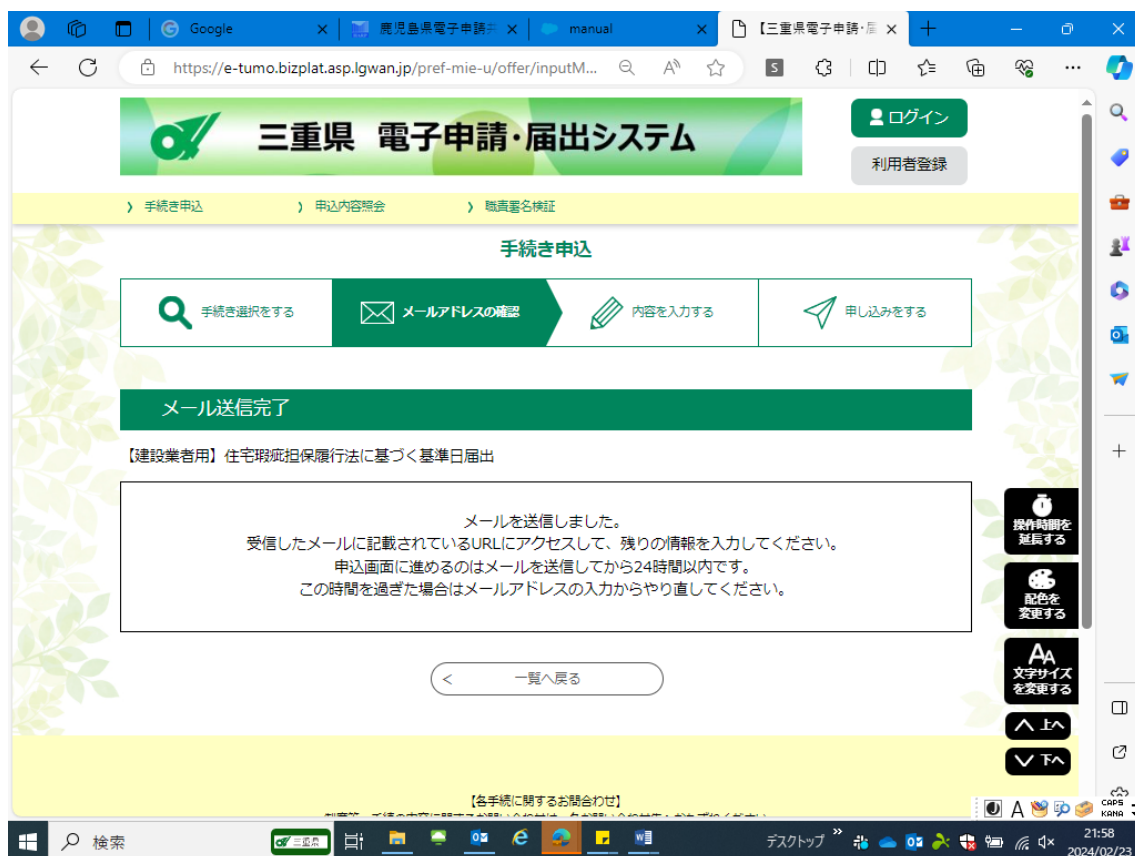 Google
鹿児島県電子申請共
manual
【三重県電子申請・届
https://e-tumo.bizplat.asp.lgwan.jp/pref-mie-u/offer/inputM...
三重県 電子申請・届出システム
ログイン
利用者登録
手続き申込
申込内容照会
職責署名検証
手続き申込
手続き選択をする
メールアドレスの確認
内容を入力する
申し込みをする
メール送信完了
【建設業者用】住宅瑕疵担保履行法に基づく基準日届出
メールを送信しました。
受信したメールに記載されているURLにアクセスして、残りの情報を入力してください。
申込画面に進めるのはメールを送信してから24時間以内です。
この時間を過ぎた場合はメールアドレスの入力からやり直してください。
操作時間を
延長する
配色を
変更する
文字サイズ
を変更する
< 一覧へ戻る
上へ
下へ
【各手続に関するお問合わせ】
検索
三重県
デスクトップ
CAPS
KANA
21:58
2024/02/23